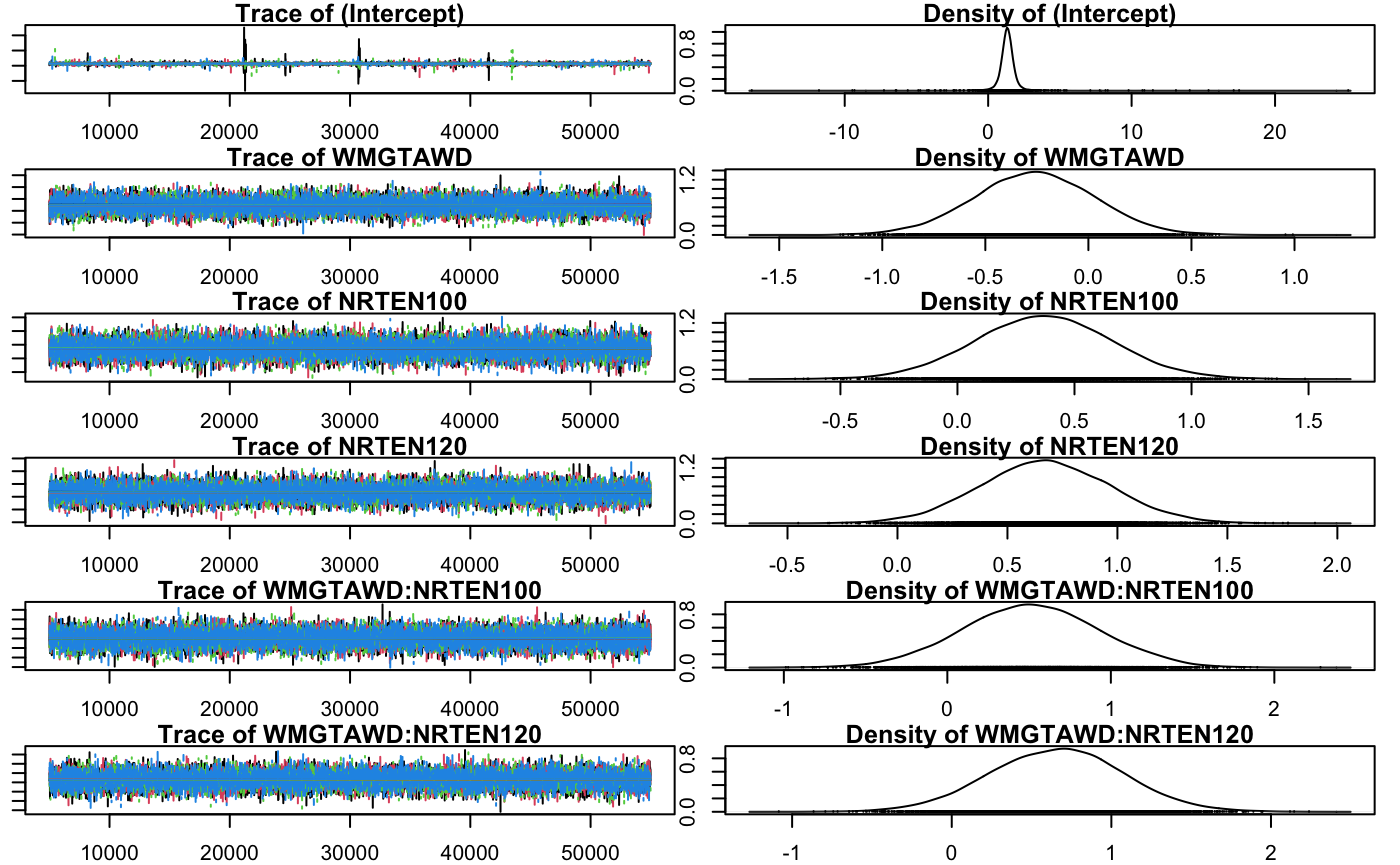 Trace of (Intercept) Density of (Intercept)
0.0 0.8
10000 20000 30000 40000 50000 -10 0 10 20
Trace of WMGTAWD Density of WMGTAWD
0.0 1.2
10000 20000 30000 40000 50000 -1.5 -1.0 -0.5 0.0 0.5 1.0
Trace of NRTEN100 Density of NRTEN100
0.0 1.2
10000 20000 30000 40000 50000 -0.5 0.0 0.5 1.0 1.5
Trace of NRTEN120 Density of NRTEN120
0.0 1.2
10000 20000 30000 40000 50000 -0.5 0.0 0.5 1.0 1.5 2.0
Trace of WMGTAWD:NRTEN100 Density of WMGTAWD:NRTEN100
0.0 0.8
10000 20000 30000 40000 50000 -1 0 1 2
Trace of WMGTAWD:NRTEN120 Density of WMGTAWD:NRTEN120
0.0 0.8
10000 20000 30000 40000 50000 -1 0 1 2